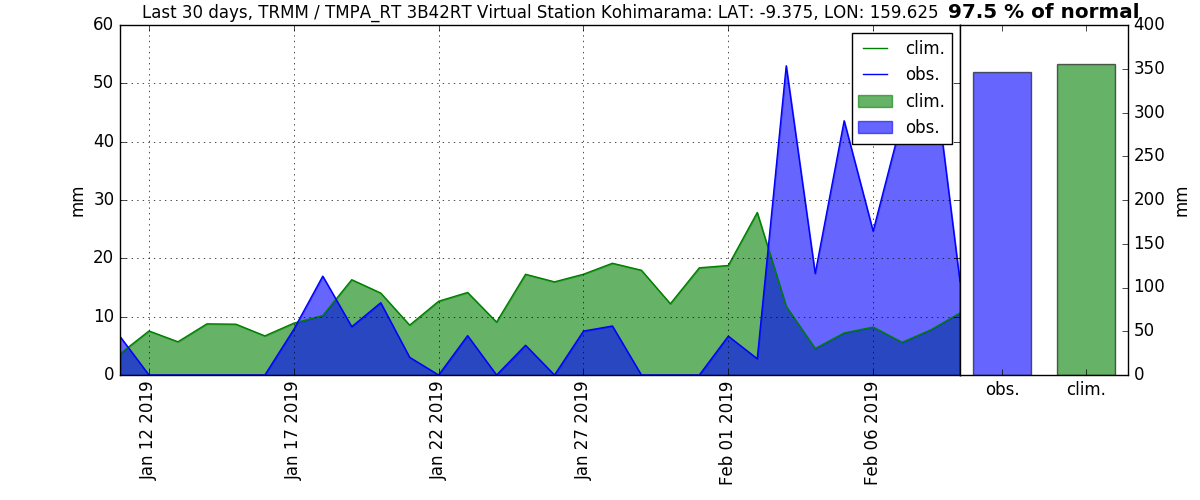 Last 30 days, TRMM / TMPA_RT 3B42RT Virtual Station Kohimarama: LAT: -9.375, LON: 159.625 97.5 % of normal
60
50
40
30
20
10
0
mm
clim.
obs.
clim.
obs.
400
350
300
250
200
150
100
50
0
mm
Jan 12 2019
Jan 17 2019
Jan 22 2019
Jan 27 2019
Feb 01 2019
Feb 06 2019
obs.
clim.